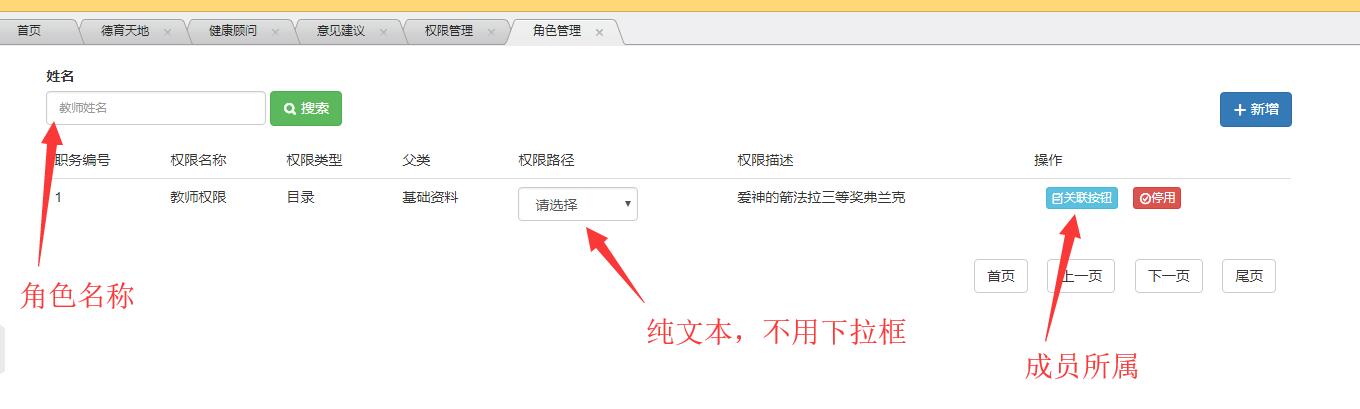 首页 德育天地 健康顾问 意见建议 权限管理 角色管理
姓名
教师姓名 搜索 新增
职务编号 权限名称 权限类型 父类 权限路径 权限描述 操作
1 教师权限 目录 基础资料 请选择 爱神的箭法拉三等奖弗兰克 关联按钮 停用
首页 上一页 下一页 尾页
角色名称
纯文本，不用下拉框
成员所属